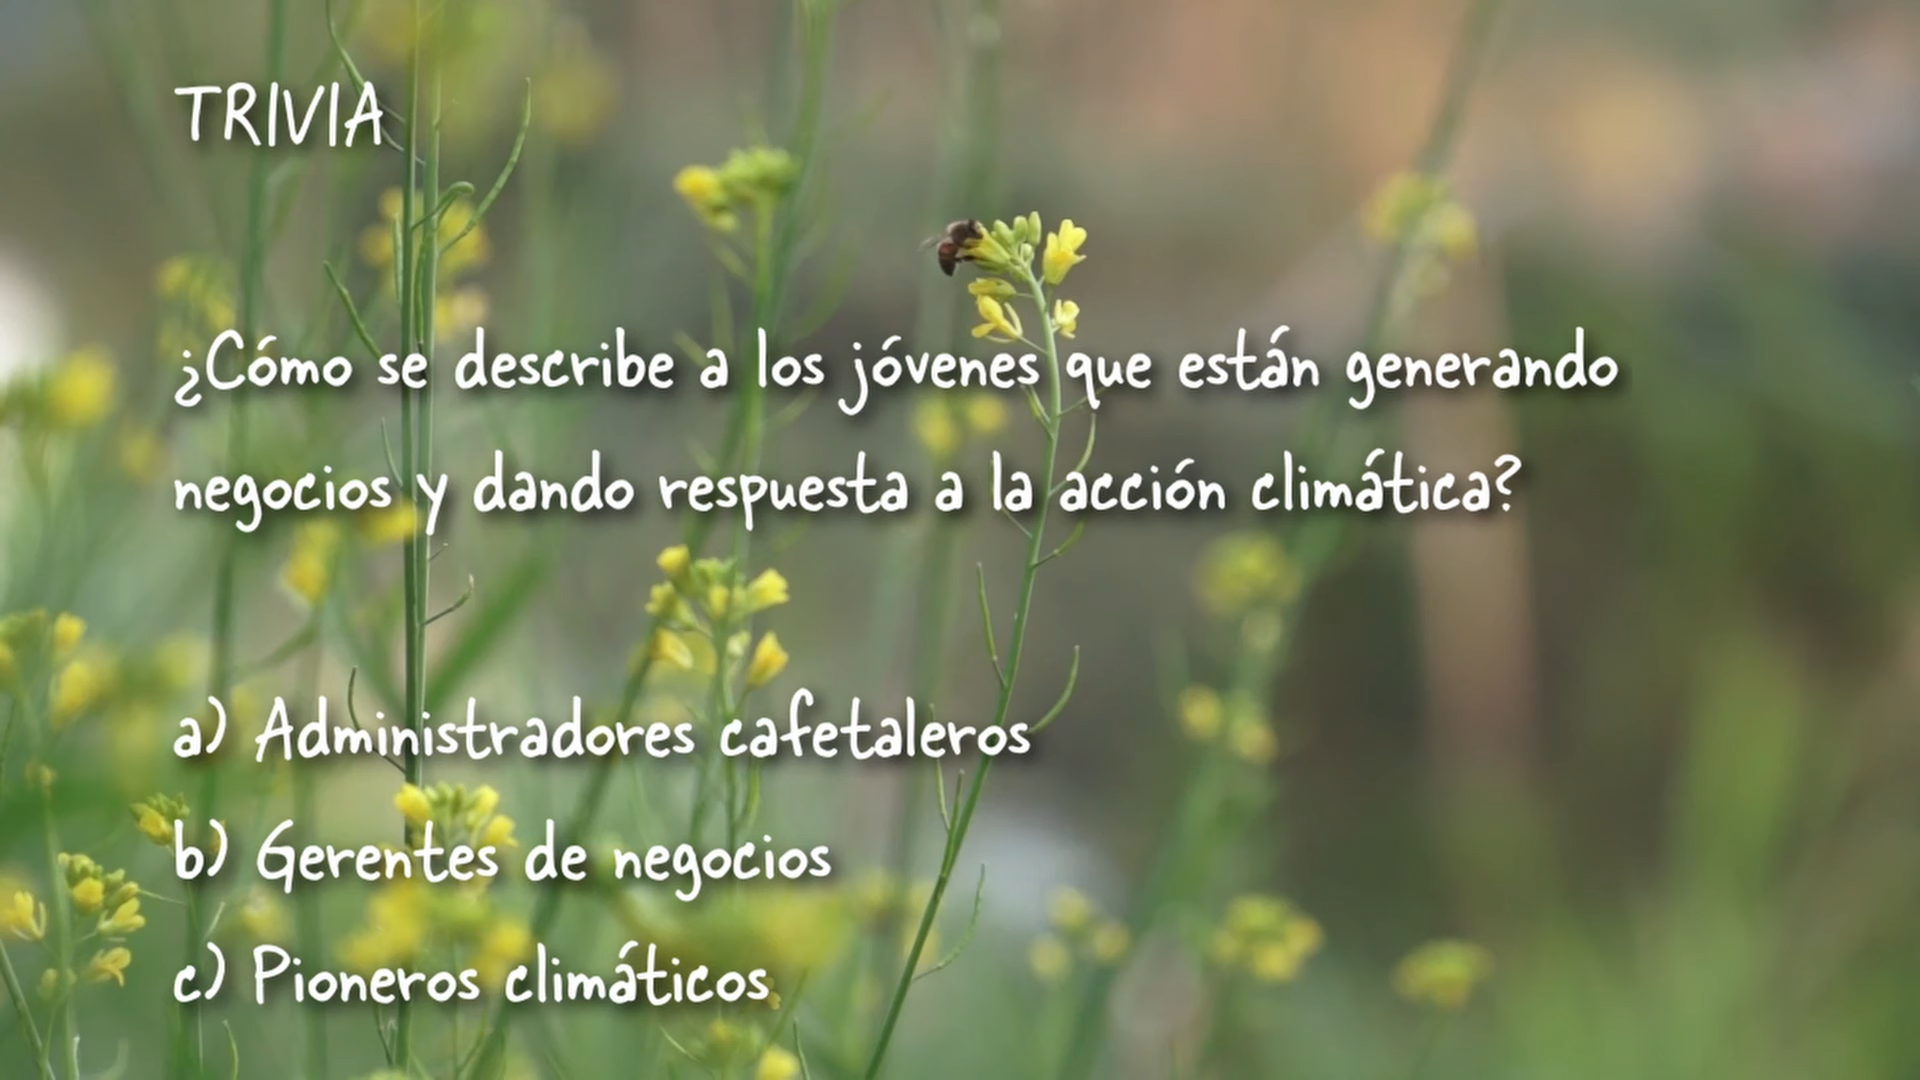 TRIVIA
¿Cómo se describe a los jóvenes que están generando
negocios y dando respuesta a la acción climática?
a) Administradores cafetaleros
b) Gerentes de negocios
c) Pioneros climáticos